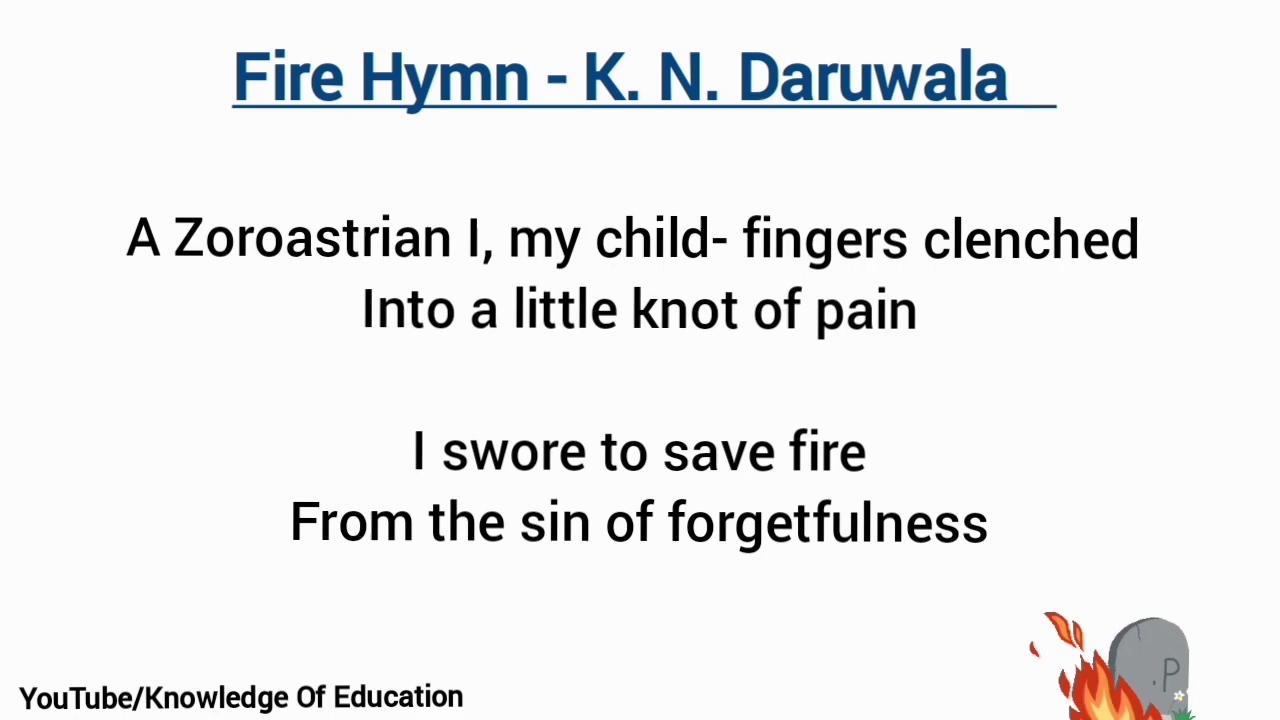 Fire Hymn - K. N. Daruwala
A Zoroastrian I, my child- fingers clenched
Into a little knot of pain
I swore to save fire
From the sin of forgetfulness
.P
YouTube/Knowledge Of Education